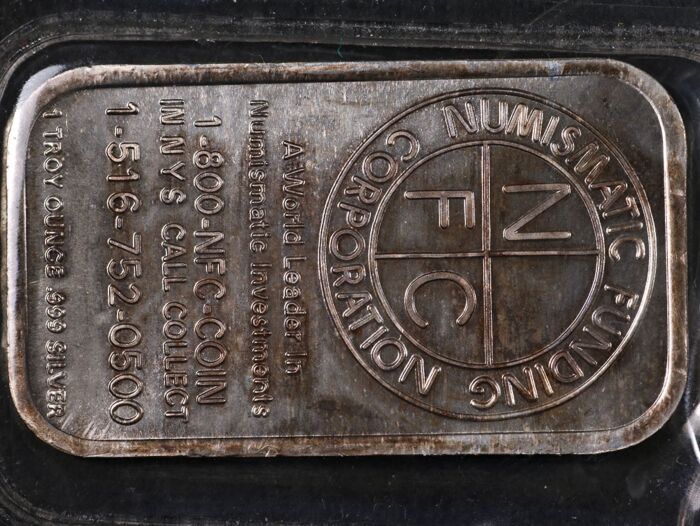 NUMISMATIC FUNDING
CORPORATION
N
F C
A World Leader In
Numismatic Investments
1-800-NFC-COIN
IN NYS CALL COLLECT
1-516-752-0500
1 TROY OUNCE .999 SILVER